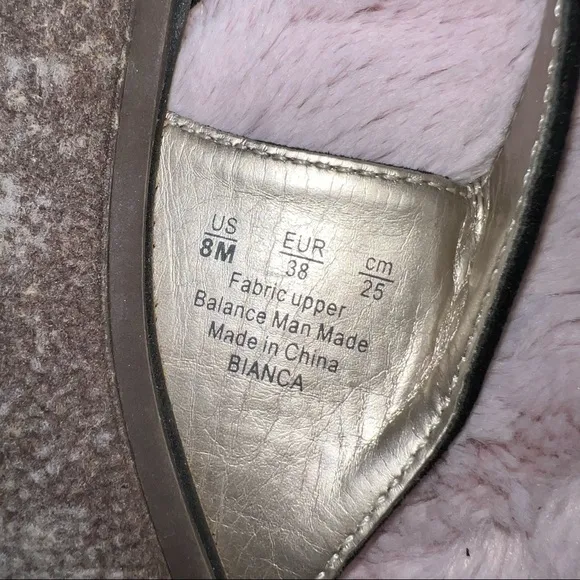 US EUR cm
8M 38 25
Fabric upper
Balance Man Made
Made in China
BIANCA